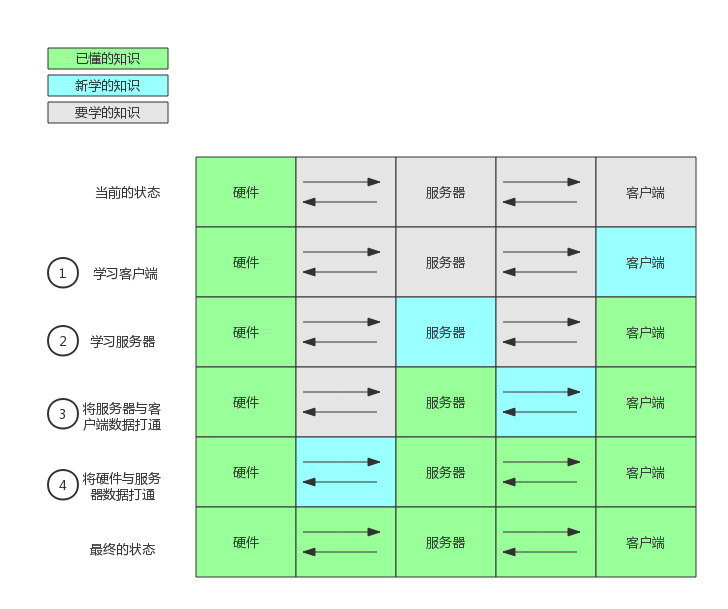 已懂的知识
新学的知识
要学的知识
当前的状态
硬件
服务器
客户端
1
学习客户端
硬件
服务器
客户端
2
学习服务器
硬件
服务器
客户端
3
将服务器与客
户端数据打通
硬件
服务器
客户端
4
将硬件与服务
器数据打通
硬件
服务器
客户端
最终的状态
硬件
服务器
客户端